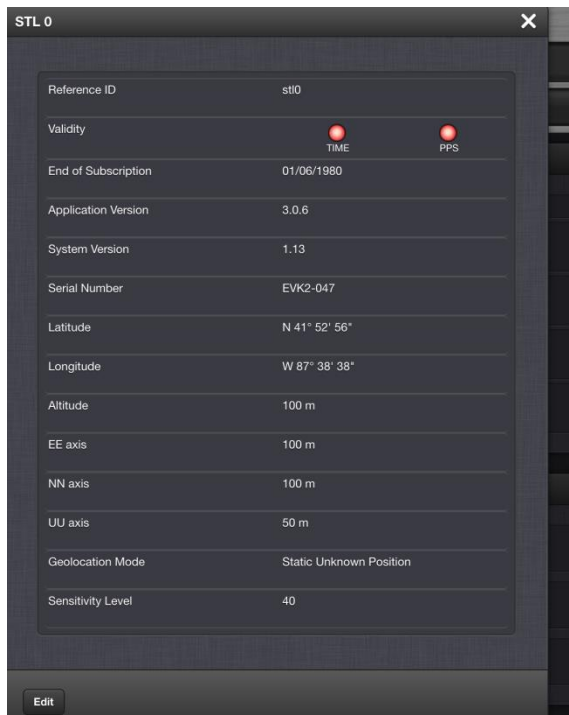 STL 0
Reference ID stl0
Validity
TIME PPS
End of Subscription 01/06/1980
Application Version 3.0.6
System Version 1.13
Serial Number EVK2-047
Latitude N 41° 52' 56"
Longitude W 87° 38' 38"
Altitude 100 m
EE axis 100 m
NN axis 100 m
UU axis 50 m
Geolocation Mode Static Unknown Position
Sensitivity Level 40
Edit